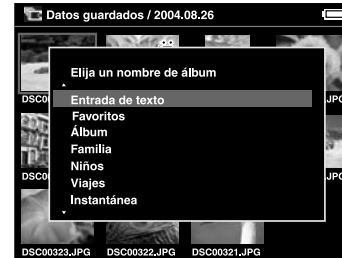 Datos guardados / 2004.08.26
Elija un nombre de álbum
Entrada de texto
Favoritos
Álbum
Familia
Niños
Viajes
Instantánea
DSC00323.JPG DSC00322.JPG DSC00321.JPG